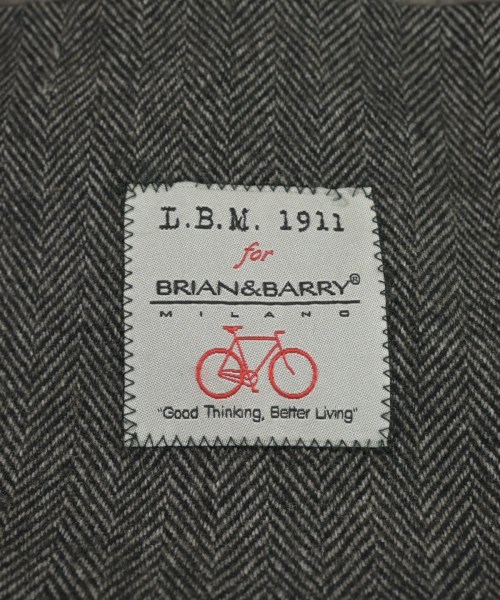 L.B.M. 1911
for
BRIAN&BARRY®
MILANO
"Good Thinking, Better Living"